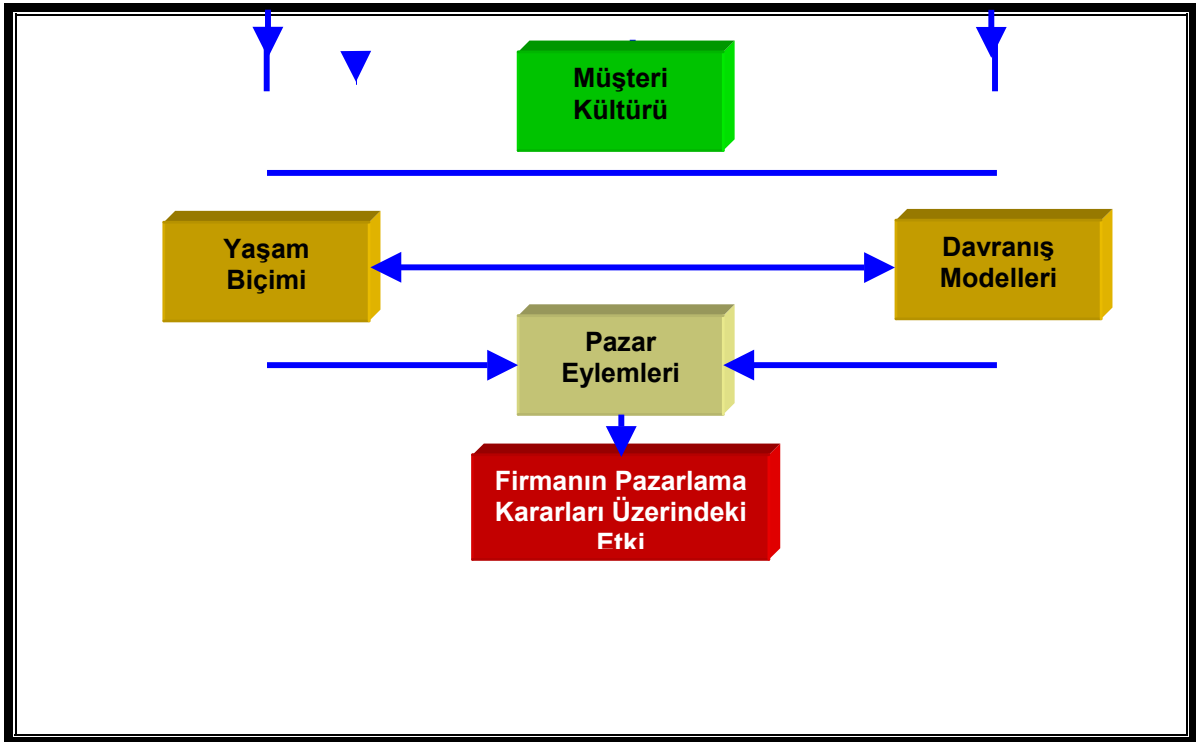 Müşteri
Kültürü
Yaşam
Biçimi
Davranış
Modelleri
Pazar
Eylemleri
Firmanın Pazarlama
Kararları Üzerindeki
Etki